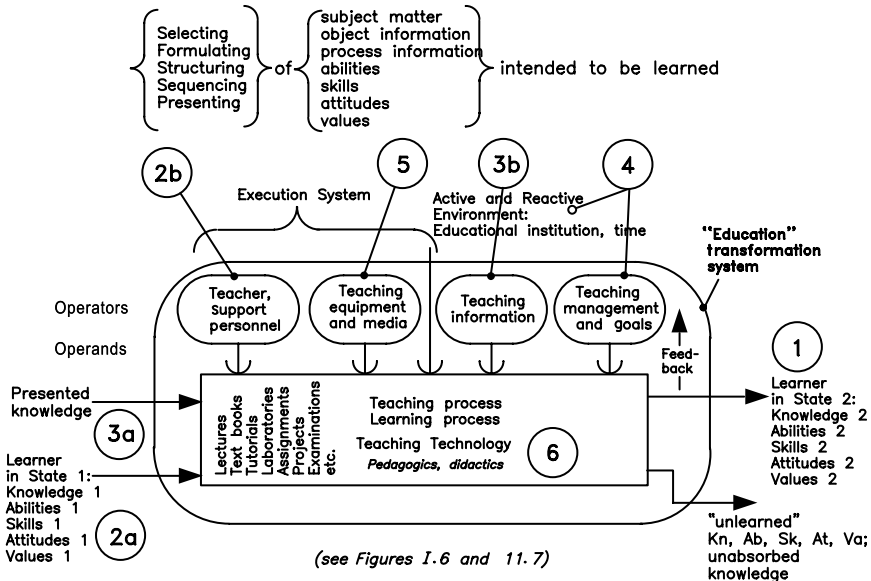 Selecting
Formulating
Structuring
Sequencing
Presenting
of
subject matter
object information
process information
abilities
skills
attitudes
values
intended to be learned
2b
5
3b
4
Execution System
Active and Reactive
Environment:
Educational institution, time
"Education"
transformation
system
Operators
Teacher,
support
personnel
Teaching
equipment
and media
Teaching
information
Teaching
management
and goals
Operands
Feed-
back
1
Presented
knowledge
3a
Lectures
Text books
Tutorials
Laboratories
Assignments
Projects
Examinations
etc.
Teaching process
Learning process
Teaching Technology
Pedagogics, didactics
6
Learner
in State 2:
Knowledge 2
Abilities 2
Skills 2
Attitudes 2
Values 2
Learner
in State 1:
Knowledge 1
Abilities 1
Skills 1
Attitudes 1
Values 1
2a
"unlearned"
Kn, Ab, Sk, At, Va;
unabsorbed
knowledge
(see Figures I.6 and 11.7)